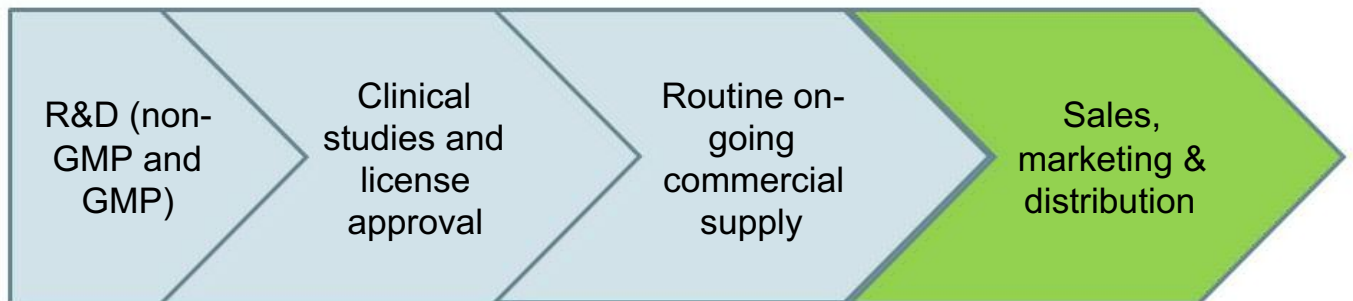 R&D (non-
GMP and
GMP)
Clinical
studies and
license
approval
Routine on-
going
commercial
supply
Sales,
marketing &
distribution